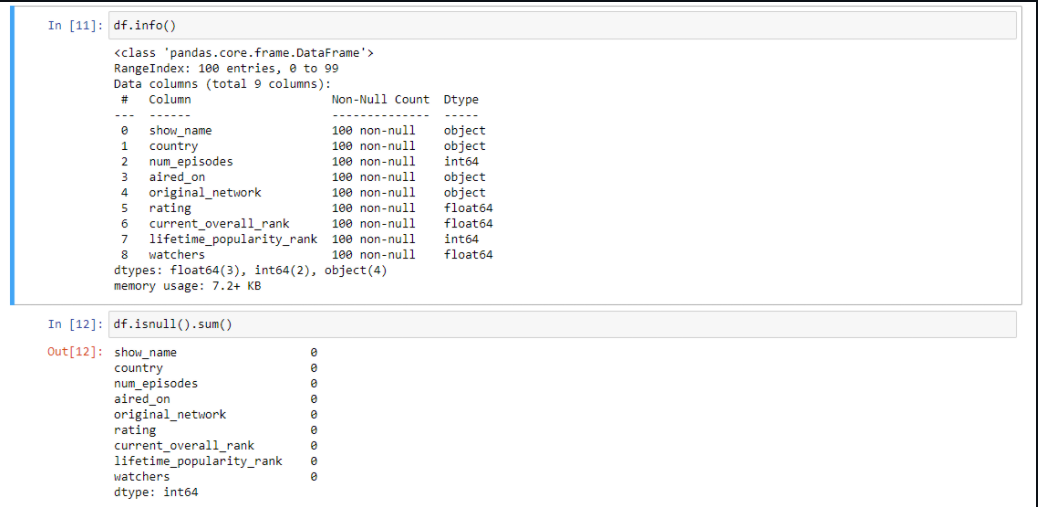 In [11]: df.info()
<class 'pandas.core.frame.DataFrame'>
RangeIndex: 100 entries, 0 to 99
Data columns (total 9 columns):
 #   Column                    Non-Null Count  Dtype
---  ------                    --------------  -----
 0   show_name                 100 non-null    object
 1   country                   100 non-null    object
 2   num_episodes              100 non-null    int64
 3   aired_on                  100 non-null    object
 4   original_network          100 non-null    object
 5   rating                    100 non-null    float64
 6   current_overall_rank      100 non-null    float64
 7   lifetime_popularity_rank  100 non-null    int64
 8   watchers                  100 non-null    float64
dtypes: float64(3), int64(2), object(4)
memory usage: 7.2+ KB
In [12]: df.isnull().sum()
Out[12]: show_name                   0
country                     0
num_episodes                0
aired_on                    0
original_network            0
rating                      0
current_overall_rank        0
lifetime_popularity_rank    0
watchers                    0
dtype: int64